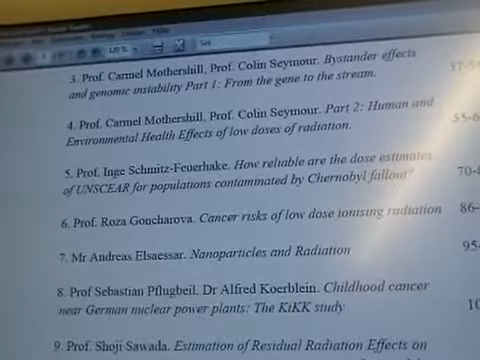 120%
3. Prof. Carmel Mothershill, Prof. Colin Seymour. Bystander effects
and genomic instability Part 1: From the gene to the stream.
4. Prof. Carmel Mothershill, Prof. Colin Seymour. Part 2: Human and
Environmental Health Effects of low doses of radiation.
5. Prof. Inge Schmitz-Feuerhake. How reliable are the dose estimates
of UNSCEAR for populations contaminated by Chernobyl fallout?
70-
6. Prof. Roza Goncharova. Cancer risks of low dose ionising radiation
86-
7. Mr Andreas Elsaessar. Nanoparticles and Radiation
95-
8. Prof Sebastian Pflugbeil, Dr Alfred Koerblein. Childhood cancer
near German nuclear power plants: The KiKK study
10
9. Prof. Shoji Sawada. Estimation of Residual Radiation Effects on